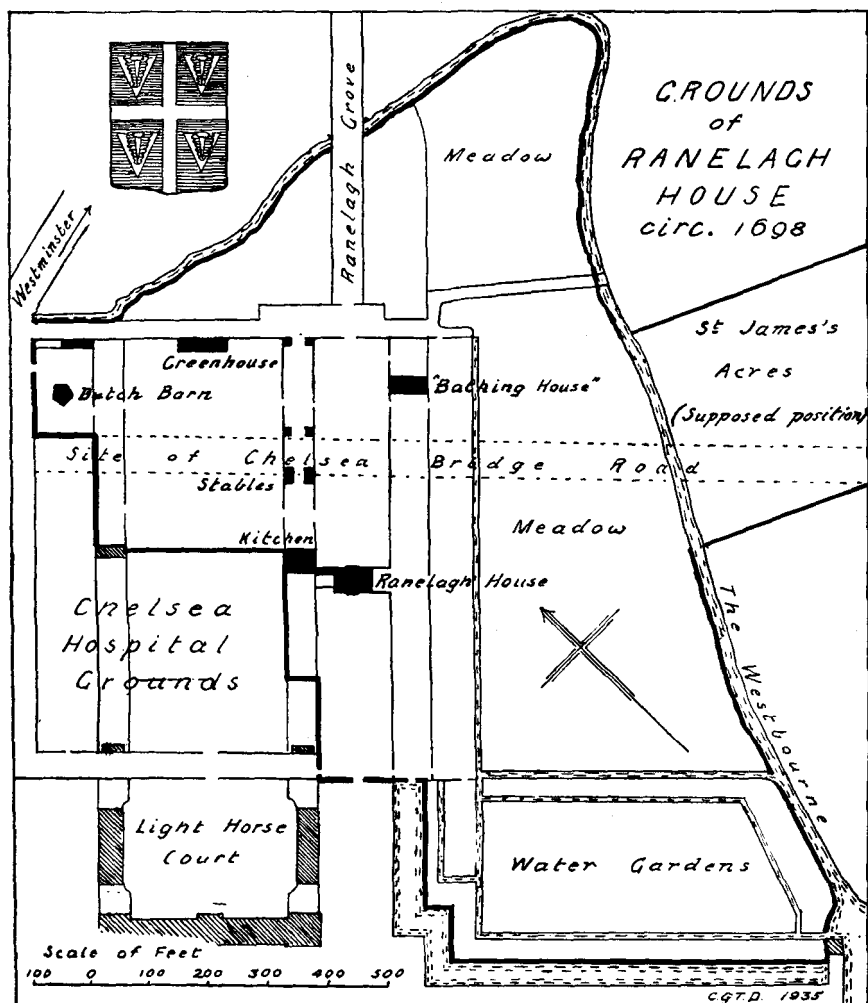 GROUNDS
of
RANELAGH
HOUSE
circ. 1698
Ranelagh Grove
Meadow
Westminster
St James's
Acres
(Supposed position)
Greenhouse
"Bathing House"
Dutch Barn
Site of Chelsea Bridge Road
Stables
Meadow
Kitchen
Ranelagh House
Chelsea
Hospital
Grounds
The Westbourne
Light Horse
Court
Water Gardens
Scale of Feet
100 0 100 200 300 400 500
C.G.T.D. 1935